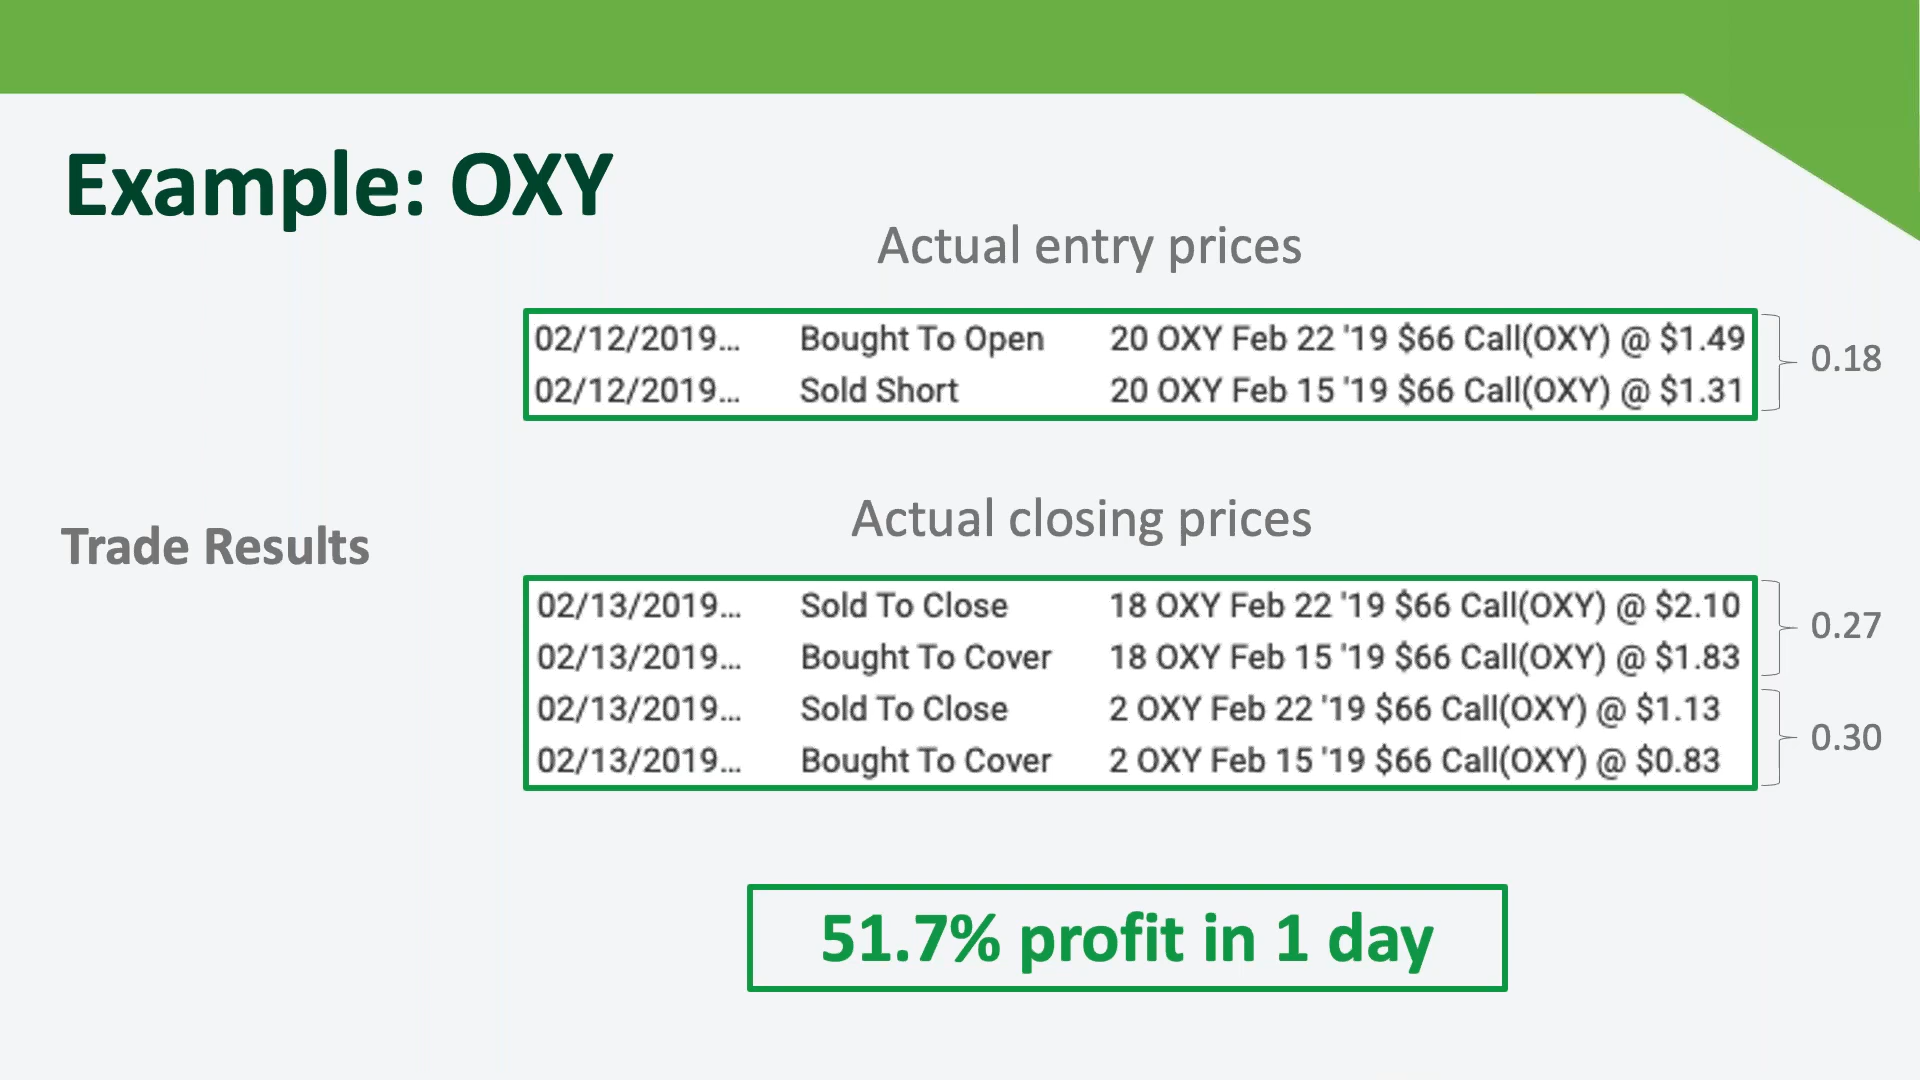 Example: OXY
Actual entry prices
02/12/2019... Bought To Open 20 OXY Feb 22 '19 $66 Call(OXY) @ $1.49
02/12/2019... Sold Short 20 OXY Feb 15 '19 $66 Call(OXY) @ $1.31
0.18
Trade Results
Actual closing prices
02/13/2019... Sold To Close 18 OXY Feb 22 '19 $66 Call(OXY) @ $2.10
02/13/2019... Bought To Cover 18 OXY Feb 15 '19 $66 Call(OXY) @ $1.83
0.27
02/13/2019... Sold To Close 2 OXY Feb 22 '19 $66 Call(OXY) @ $1.13
02/13/2019... Bought To Cover 2 OXY Feb 15 '19 $66 Call(OXY) @ $0.83
0.30
51.7% profit in 1 day